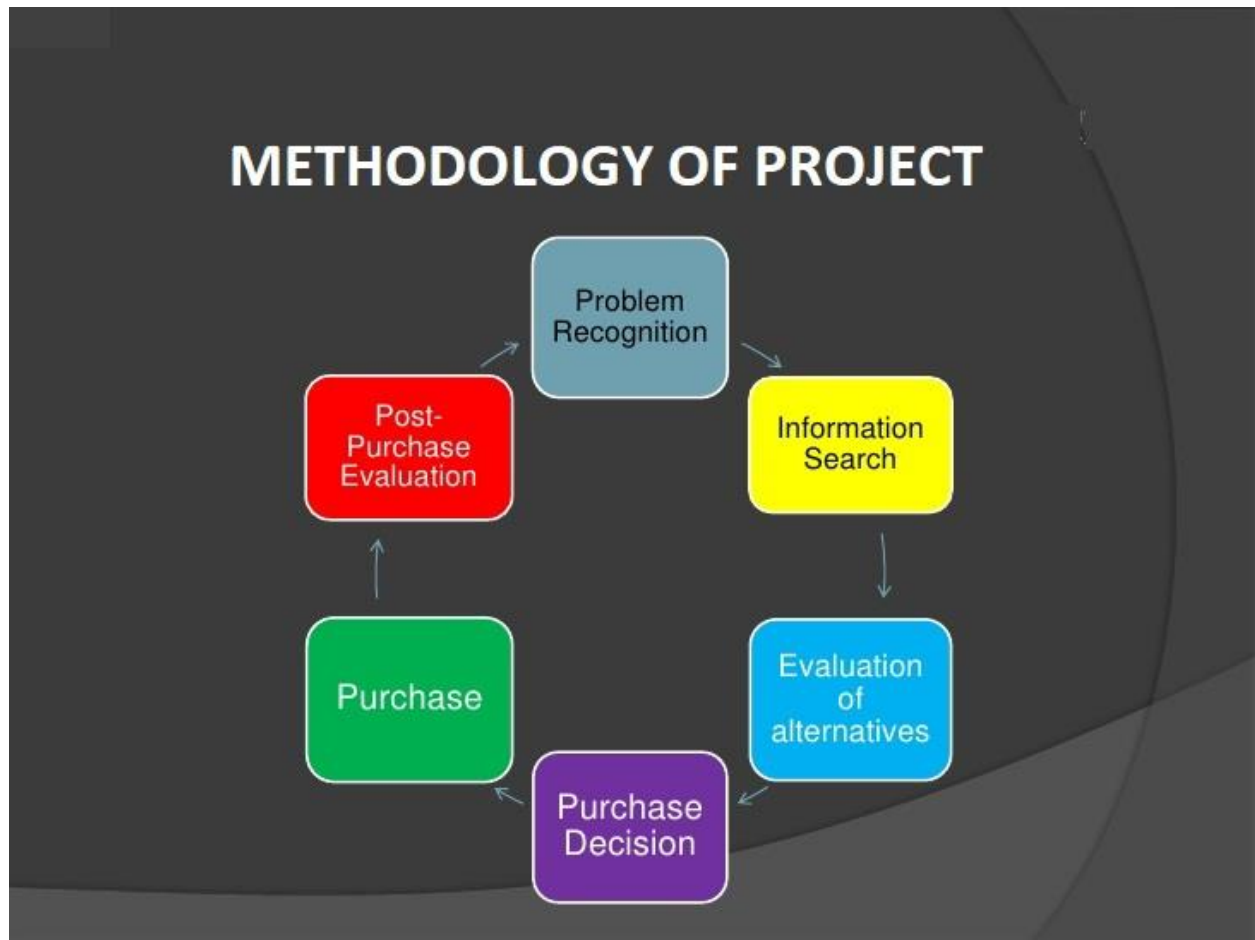 METHODOLOGY OF PROJECT
Problem
Recognition
Information
Search
Evaluation
of
alternatives
Purchase
Decision
Purchase
Post-
Purchase
Evaluation